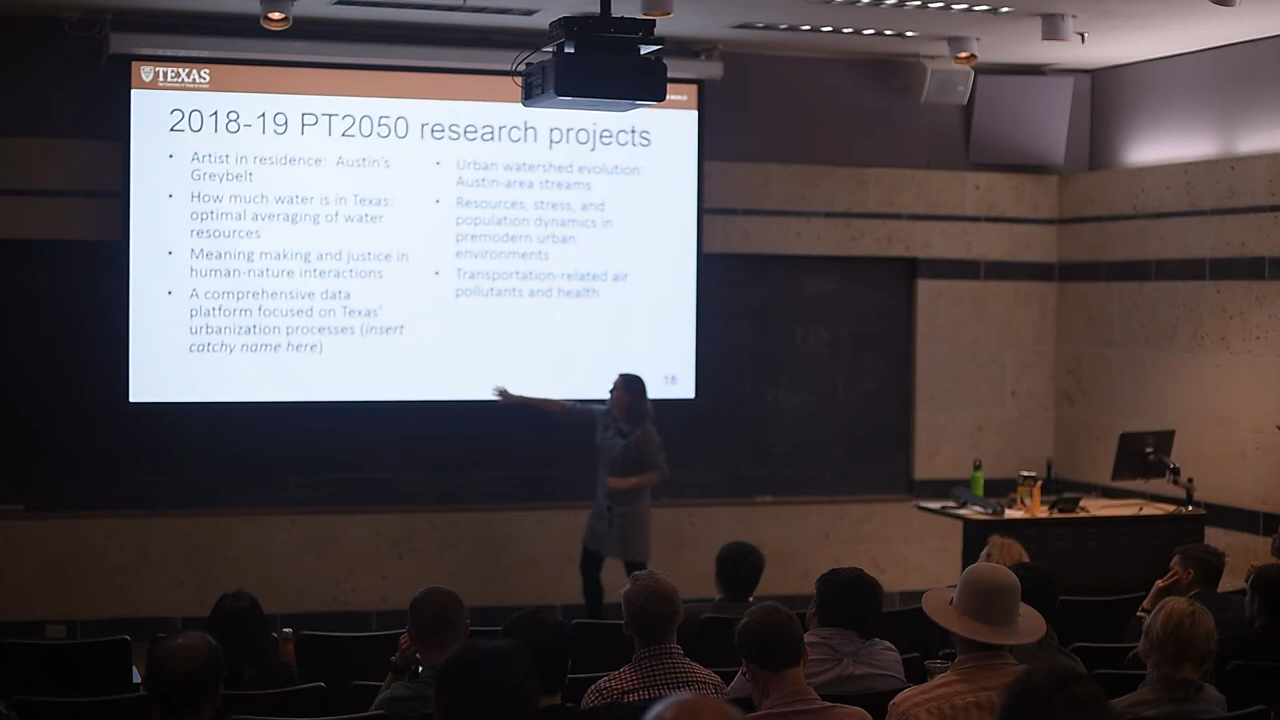 TEXAS
2018-19 PT2050 research projects
• Artist in residence: Austin's
Greybelt
• How much water is in Texas:
optimal averaging of water
resources
• Meaning making and justice in
human-nature interactions
• A comprehensive data
platform focused on Texas'
urbanization processes (insert
catchy name here)
• Urban watershed evolution:
Austin-area streams
• Resources, stress, and
population dynamics in
premodern urban
environments
• Transportation-related air
pollutants and health
18